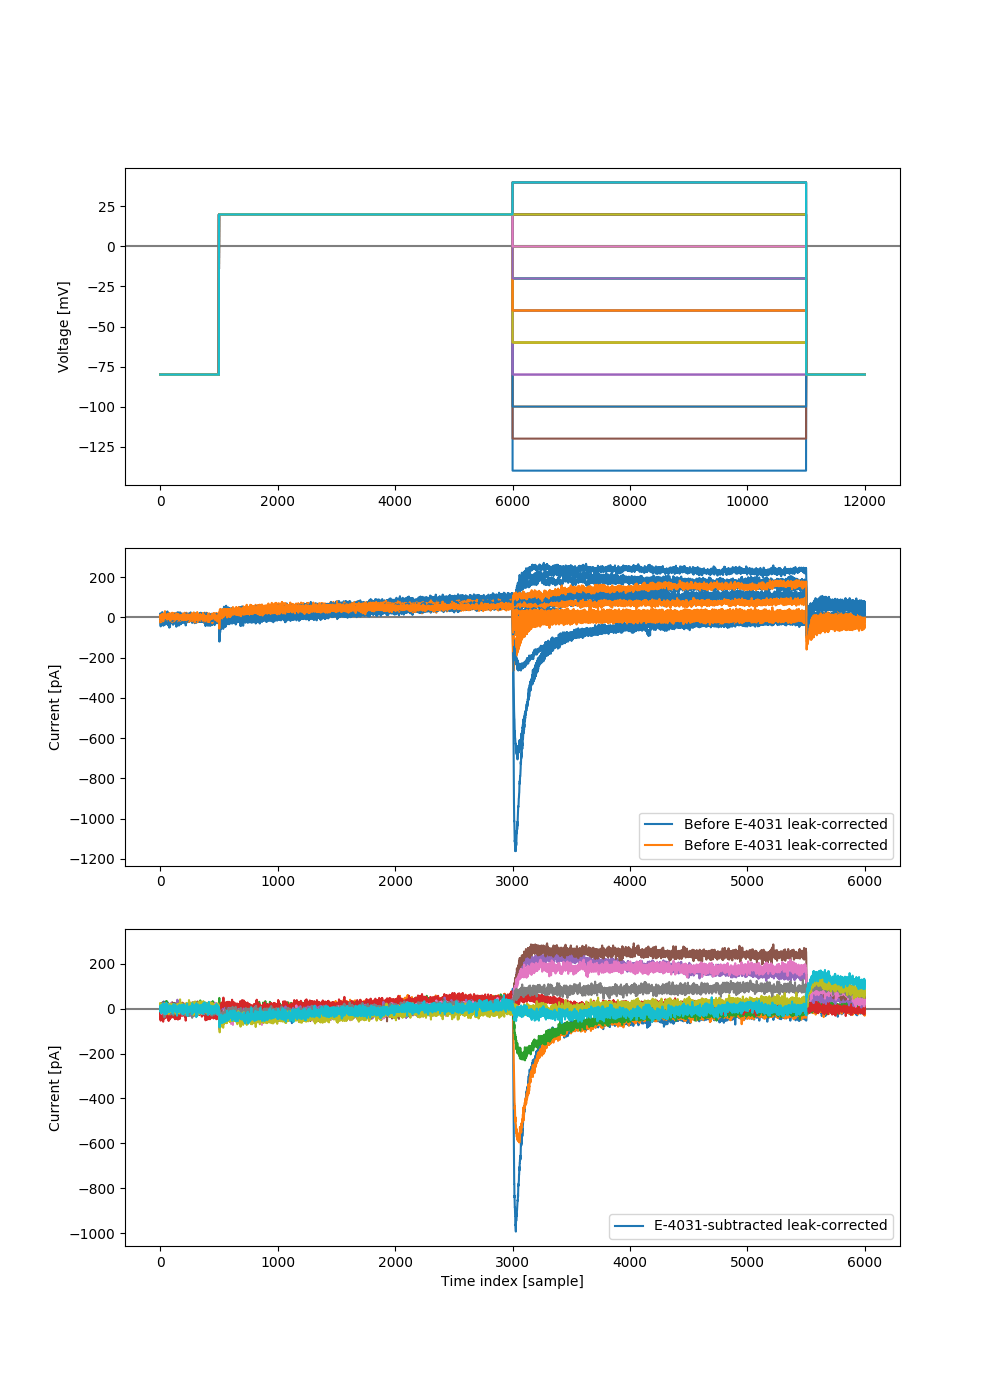 25
0
−25
−50
−75
−100
−125
Voltage [mV]
0 2000 4000 6000 8000 10000 12000
200
0
−200
−400
−600
−800
−1000
−1200
Current [pA]
Before E-4031 leak-corrected
Before E-4031 leak-corrected
0 1000 2000 3000 4000 5000 6000
200
0
−200
−400
−600
−800
−1000
Current [pA]
E-4031-subtracted leak-corrected
0 1000 2000 3000 4000 5000 6000
Time index [sample]